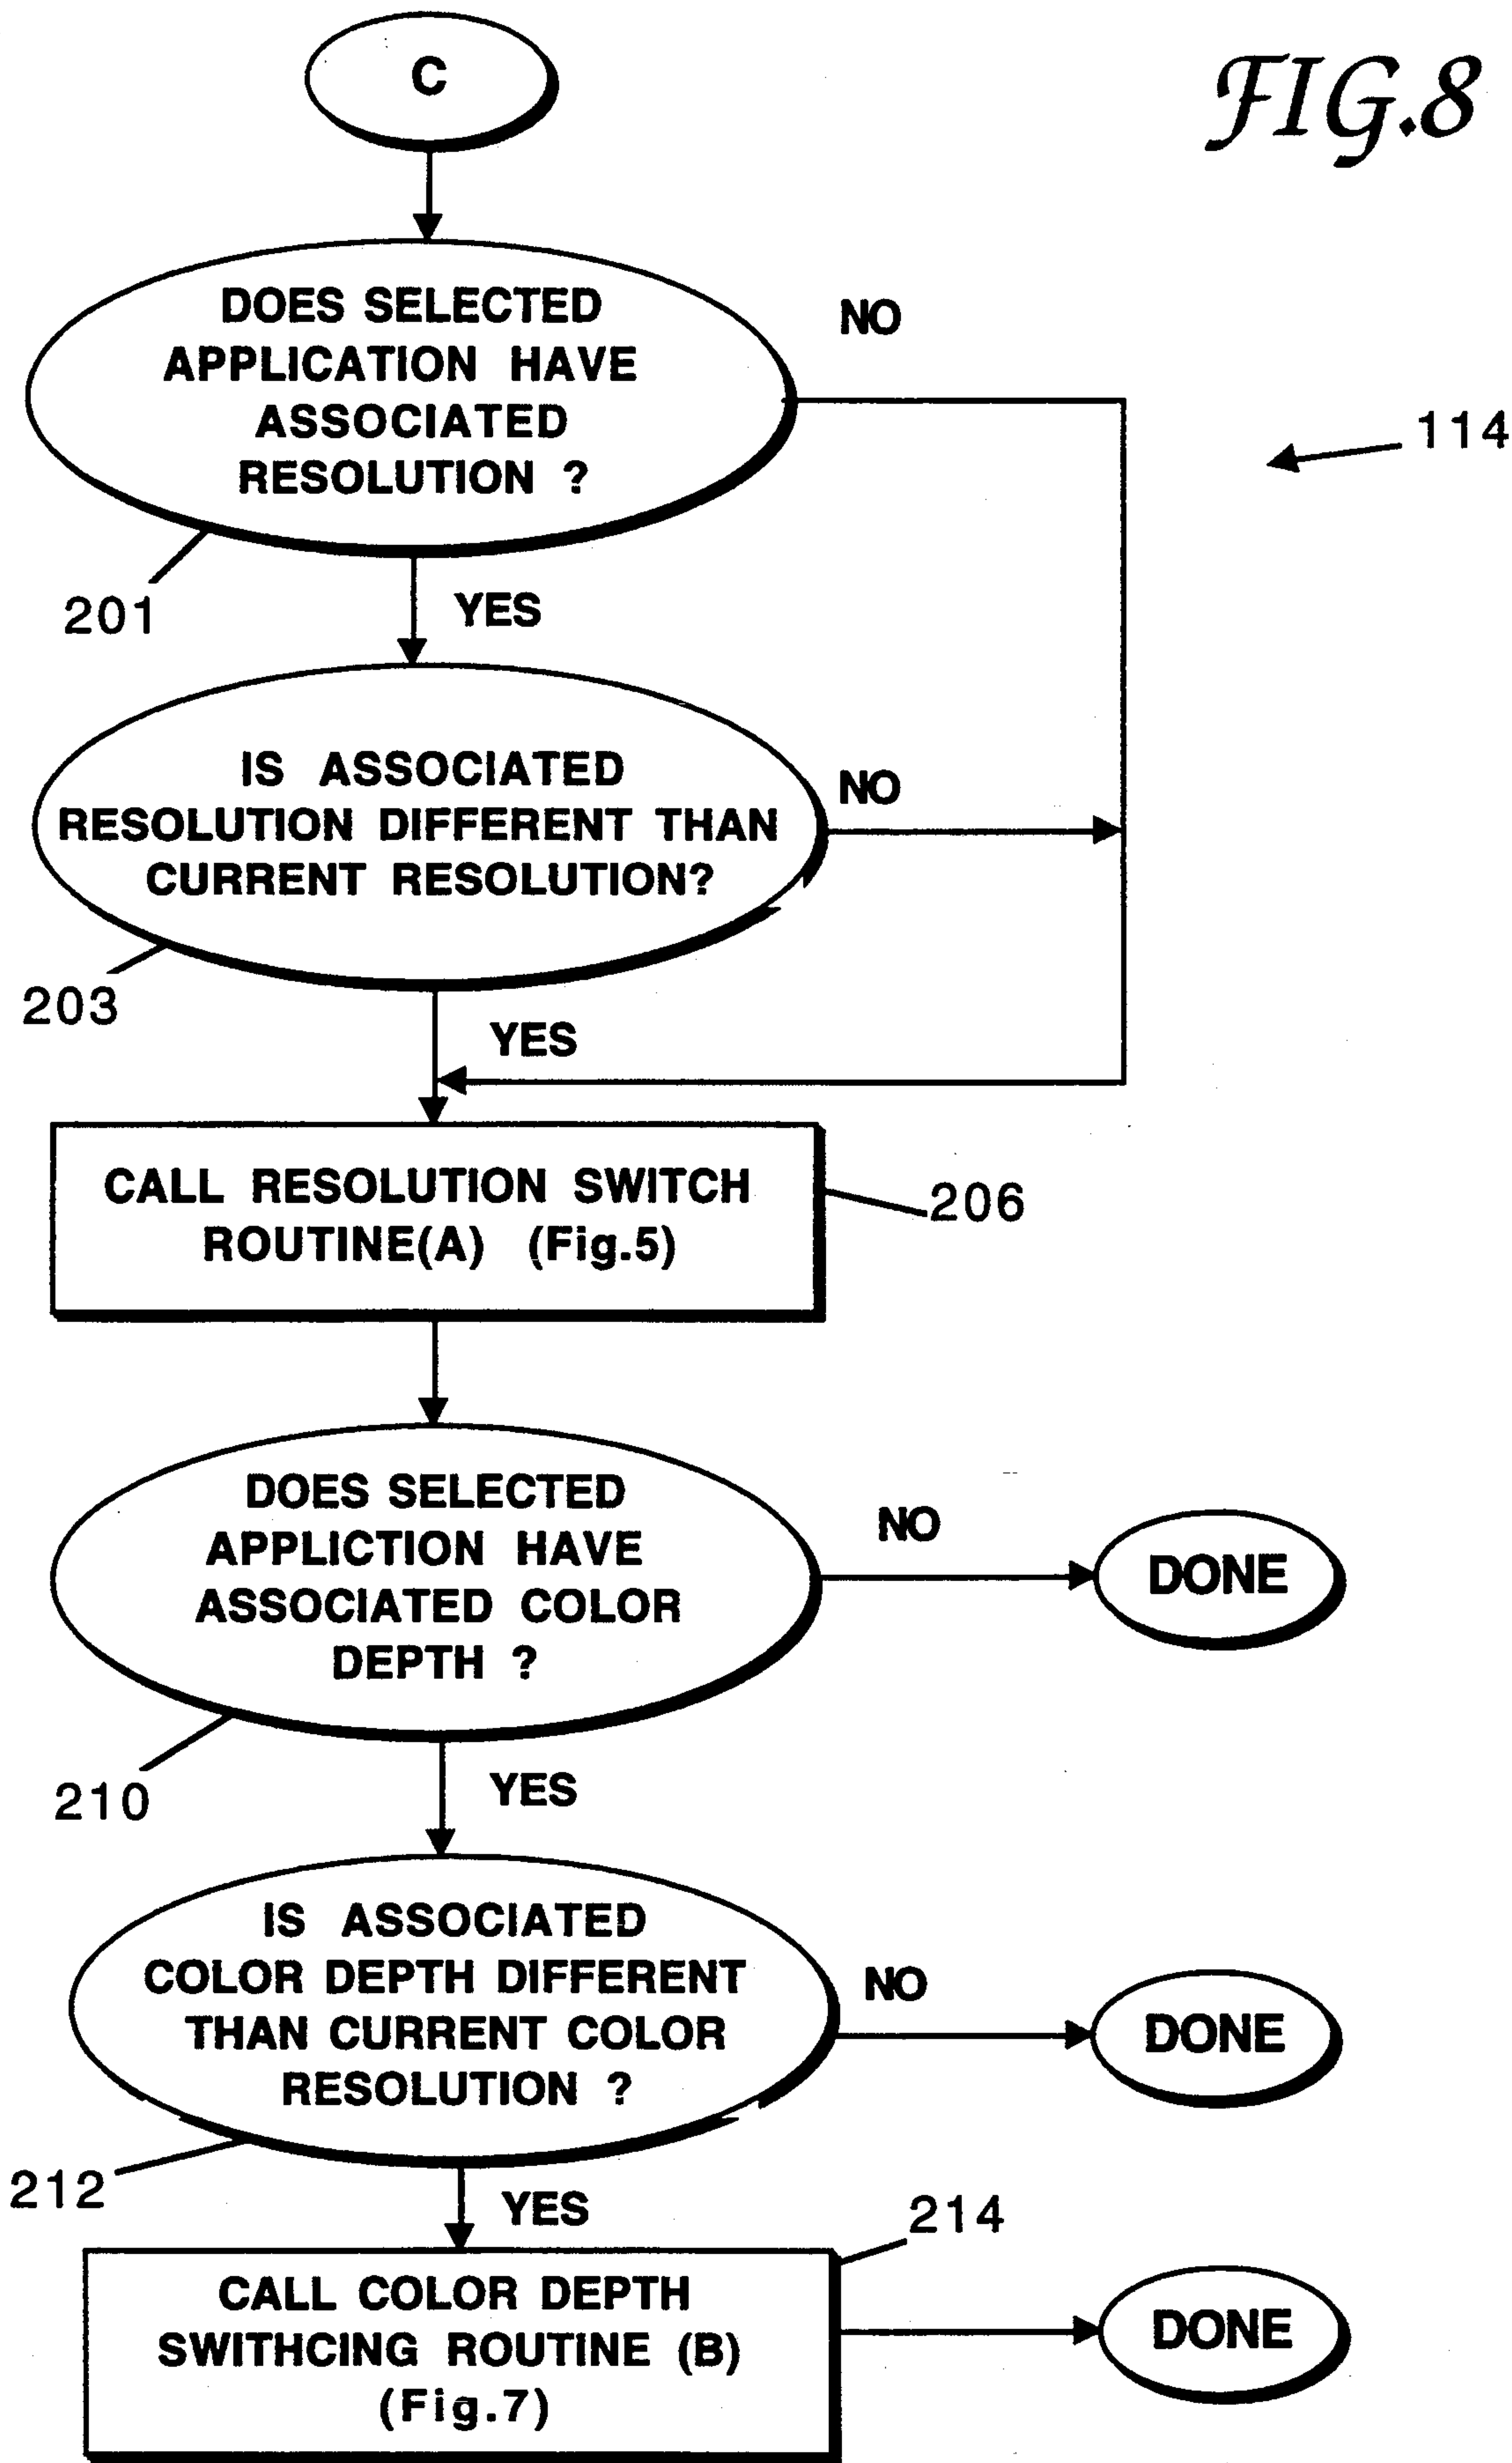 FIG.8
C
DOES SELECTED
APPLICATION HAVE
ASSOCIATED
RESOLUTION ?
NO
114
201
YES
IS ASSOCIATED
RESOLUTION DIFFERENT THAN
CURRENT RESOLUTION?
NO
203
YES
CALL RESOLUTION SWITCH
ROUTINE(A) (Fig.5)
206
DOES SELECTED
APPLICTION HAVE
ASSOCIATED COLOR
DEPTH ?
NO
DONE
210
YES
IS ASSOCIATED
COLOR DEPTH DIFFERENT
THAN CURRENT COLOR
RESOLUTION ?
NO
DONE
212
YES
214
CALL COLOR DEPTH
SWITHCING ROUTINE (B)
(Fig.7)
DONE